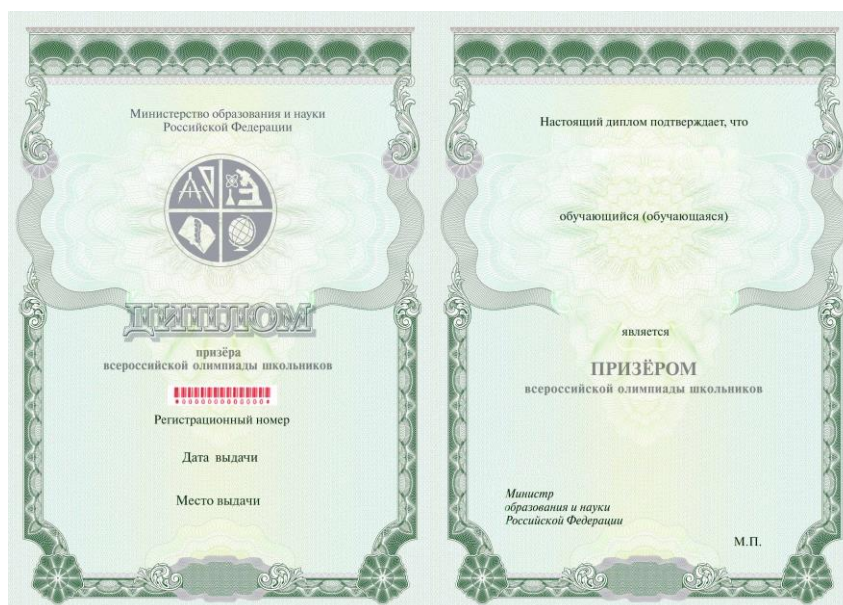 Министерство образования и науки
Российской Федерации
ДИПЛОМ
призёра
всероссийской олимпиады школьников
Регистрационный номер
Дата выдачи
Место выдачи
Настоящий диплом подтверждает, что
обучающийся (обучающаяся)
является
ПРИЗЁРОМ
всероссийской олимпиады школьников
Министр
образования и науки
Российской Федерации
М.П.